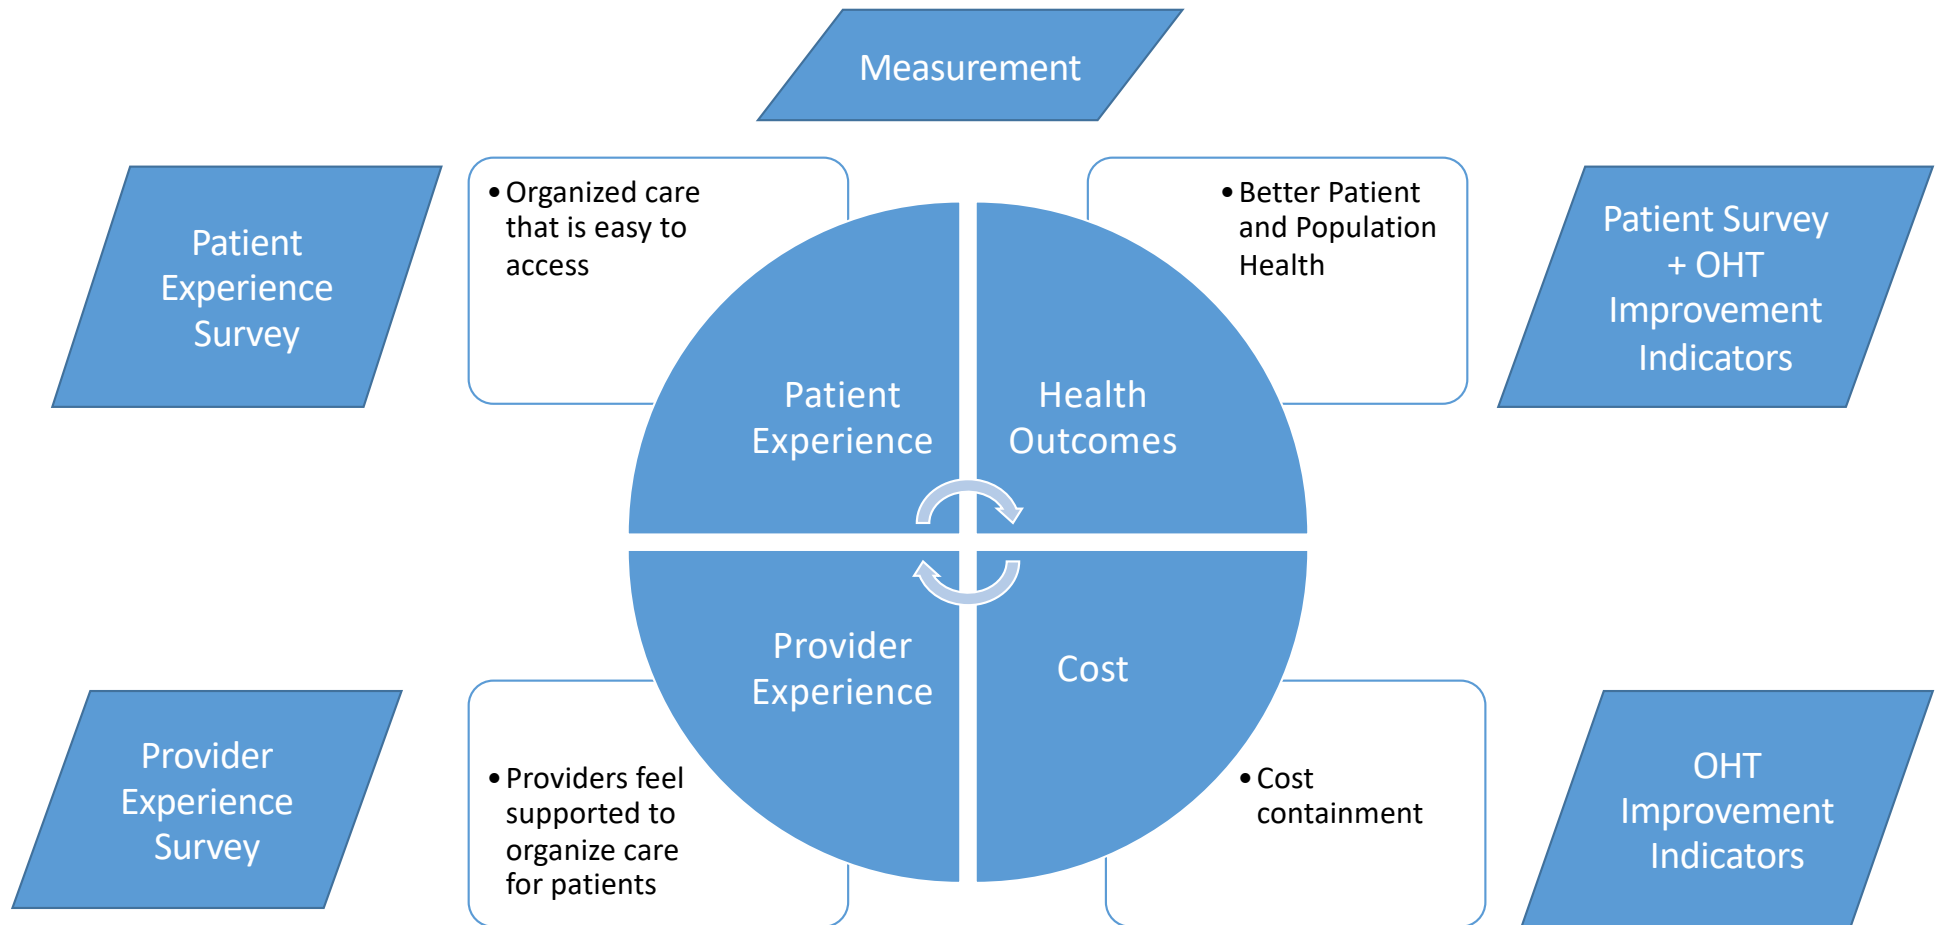 Measurement
Patient
Experience
Survey
• Organized care
that is easy to
access
• Better Patient
and Population
Health
Patient Survey
+ OHT
Improvement
Indicators
Patient
Experience
Health
Outcomes
Provider
Experience
Cost
Provider
Experience
Survey
• Providers feel
supported to
organize care
for patients
• Cost
containment
OHT
Improvement
Indicators